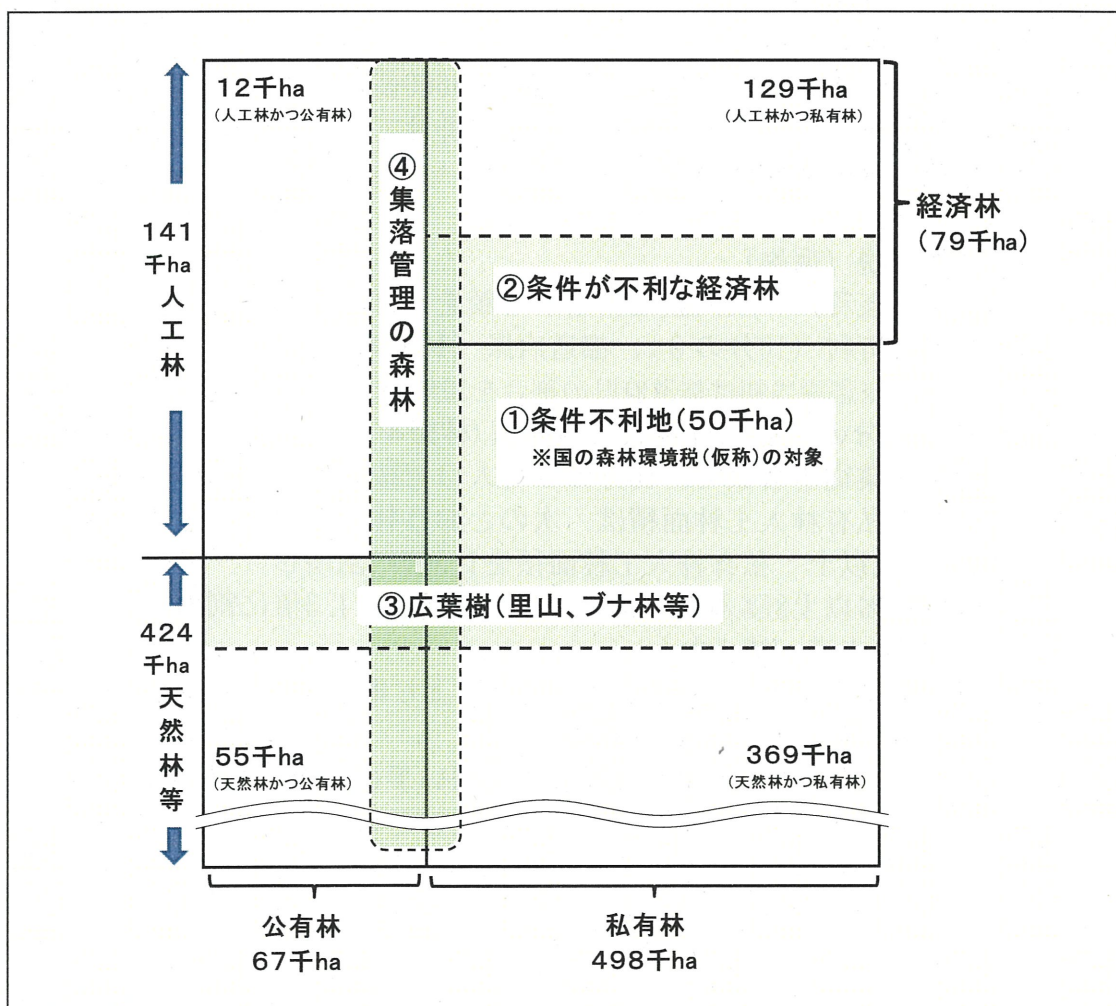 12千ha
(人工林かつ公有林)
129千ha
(人工林かつ私有林)
④集落管理の森林
経済林
(79千ha)
141
千ha
人工林
②条件が不利な経済林
①条件不利地(50千ha)
※国の森林環境税(仮称)の対象
③広葉樹(里山、ブナ林等)
424
千ha
天然林等
55千ha
(天然林かつ公有林)
369千ha
(天然林かつ私有林)
公有林
67千ha
私有林
498千ha